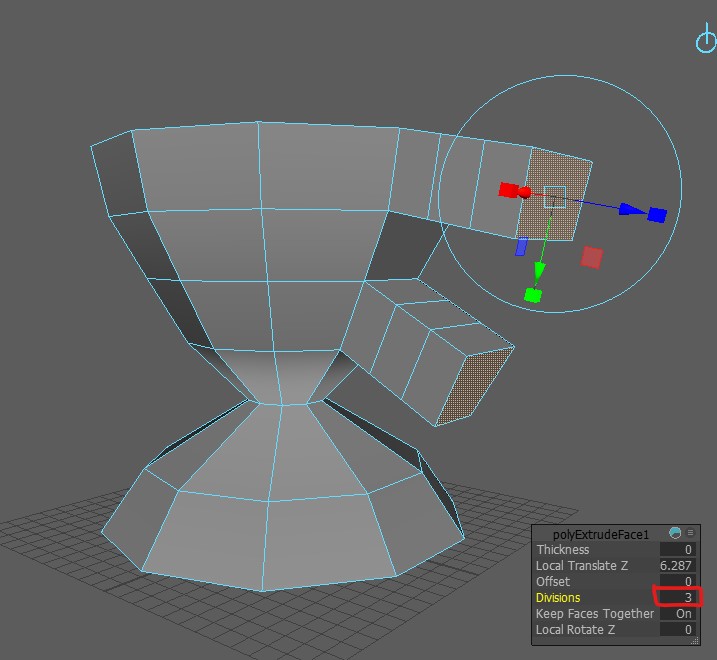 polyExtrudeFace1
Thickness 0
Local Translate Z 6.287
Offset 0
Divisions 3
Keep Faces Together On
Local Rotate Z 0